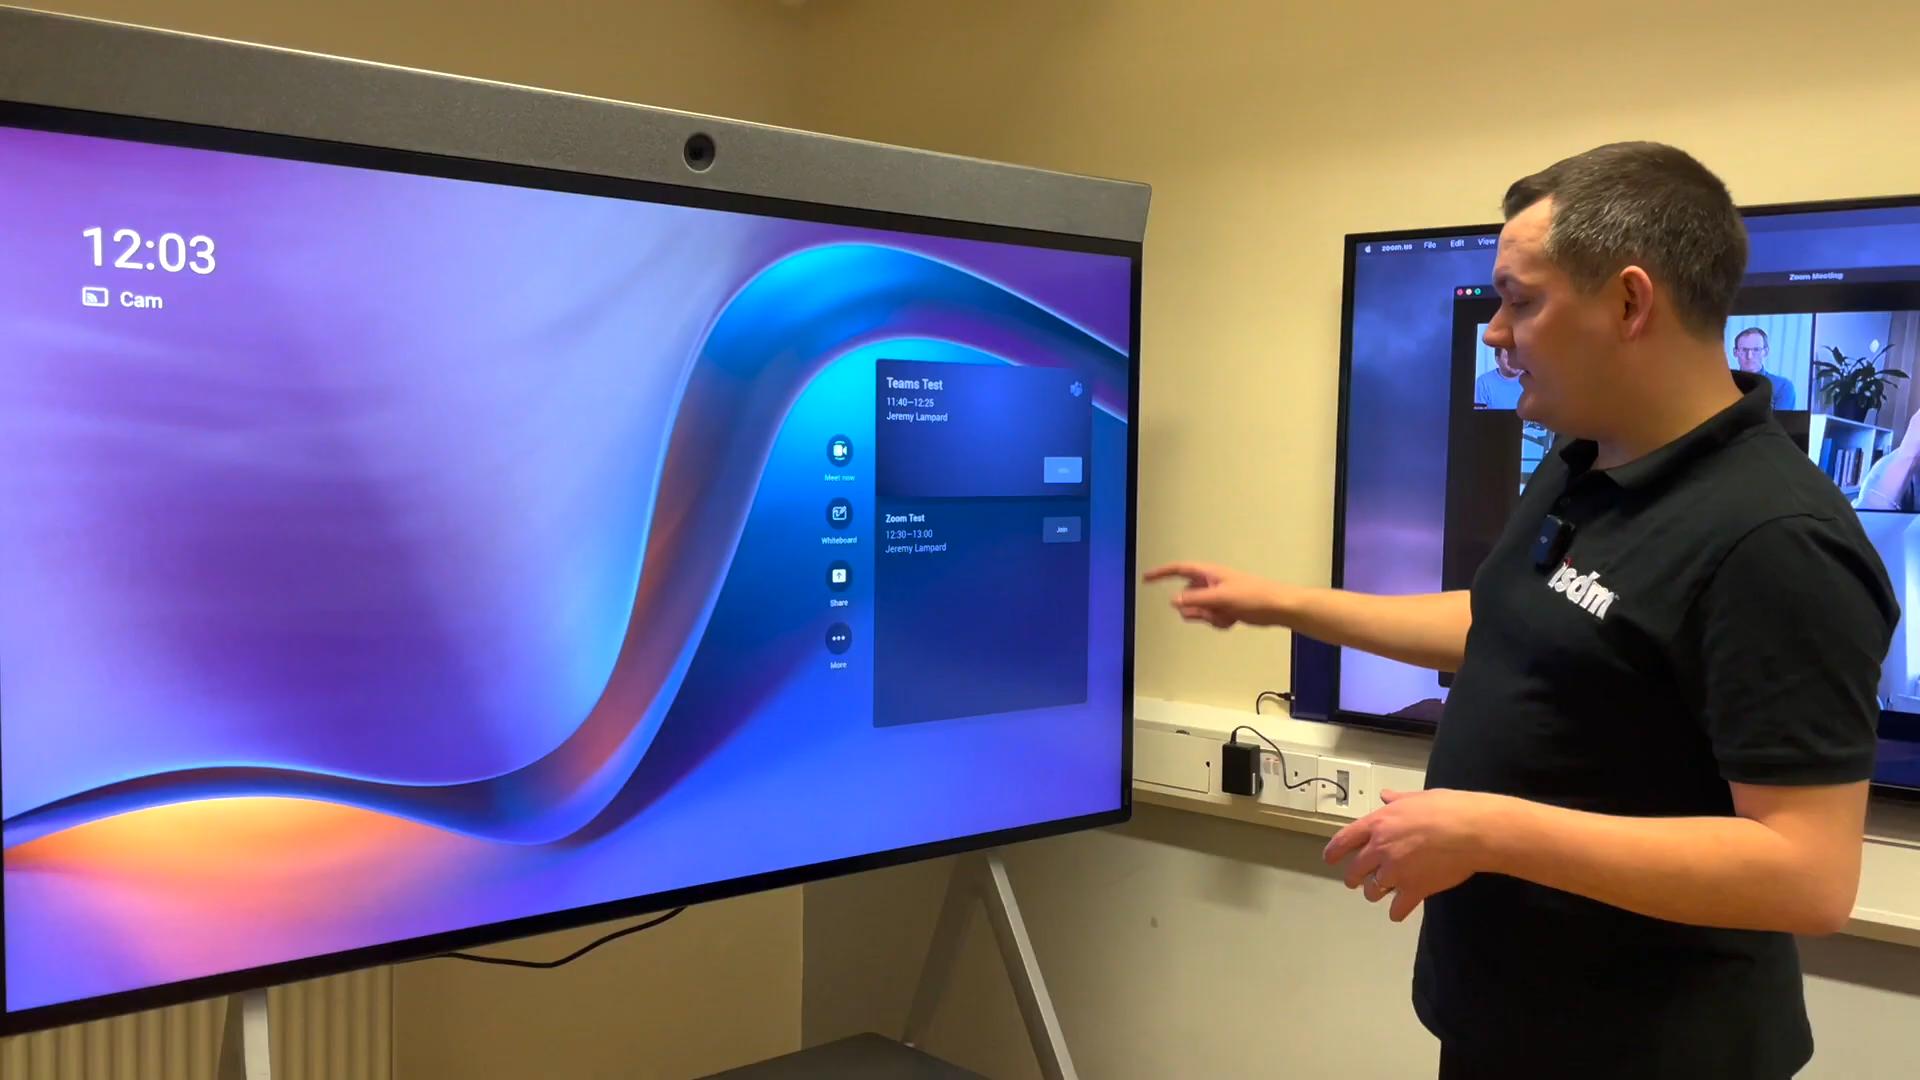 12:03
Cam
Teams Test
11:40–12:25
Jeremy Lampard
Meet now
Whiteboard
Share
More
Zoom Test
12:30–13:00
Jeremy Lampard
Join
zoom.us File Edit View
Zoom Meeting
isdm